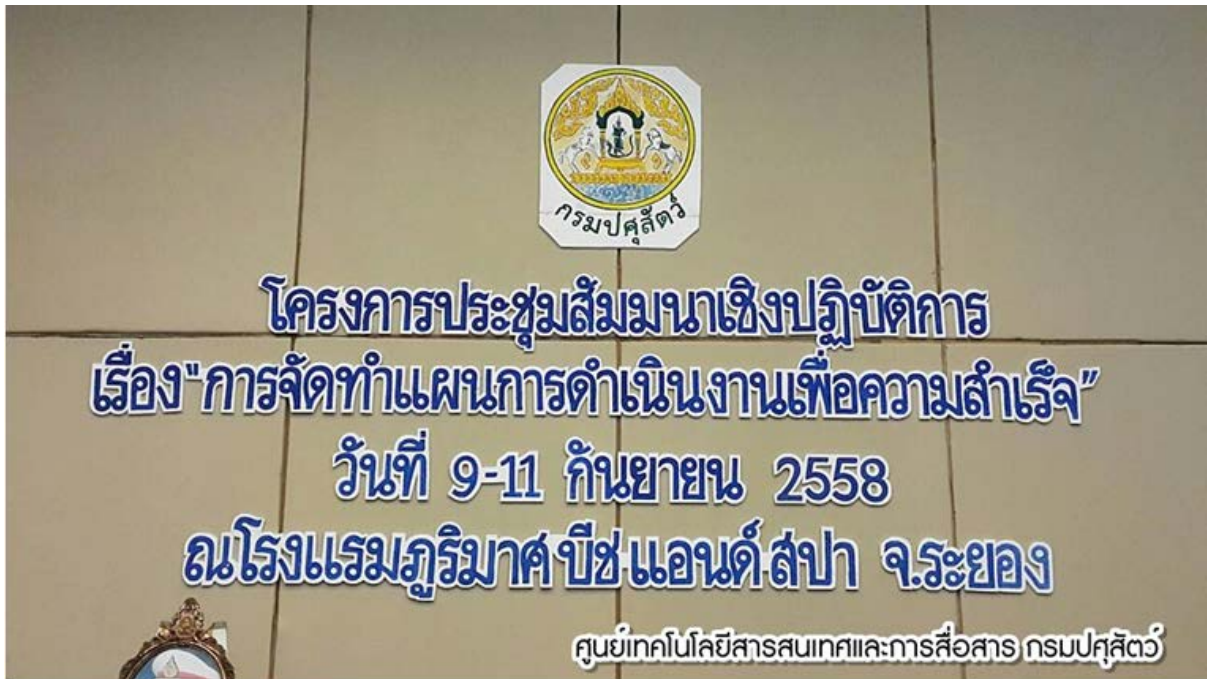 กรมปศุสัตว์
โครงการประชุมสัมมนาเชิงปฏิบัติการ
เรื่อง"การจัดทำแผนการดำเนินงานเพื่อความสำเร็จ"
วันที่ 9-11 กันยายน 2558
ณโรงแรมภูริมาศ บีช แอนด์ สปา จ.ระยอง
ศูนย์เทคโนโลยีสารสนเทศและการสื่อสาร กรมปศุสัตว์